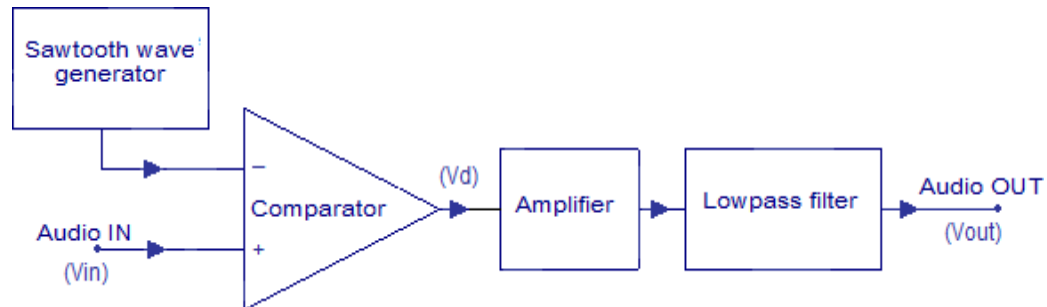 Sawtooth wave
generator
−
Comparator
+
Audio IN
(Vin)
(Vd)
Amplifier
Lowpass filter
Audio OUT
(Vout)